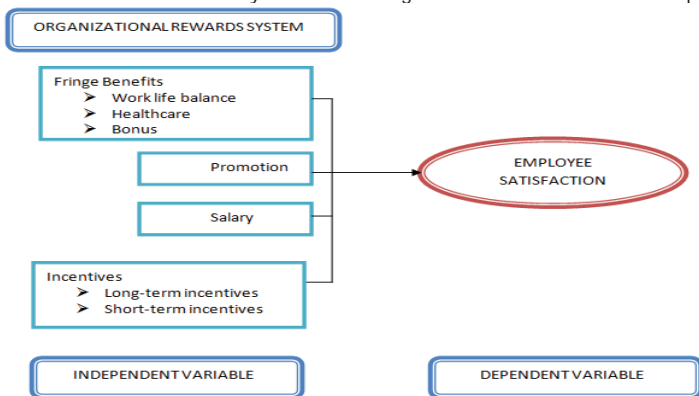 ORGANIZATIONAL REWARDS SYSTEM
Fringe Benefits
➤ Work life balance
➤ Healthcare
➤ Bonus
Promotion
Salary
Incentives
➤ Long-term incentives
➤ Short-term incentives
EMPLOYEE
SATISFACTION
INDEPENDENT VARIABLE
DEPENDENT VARIABLE